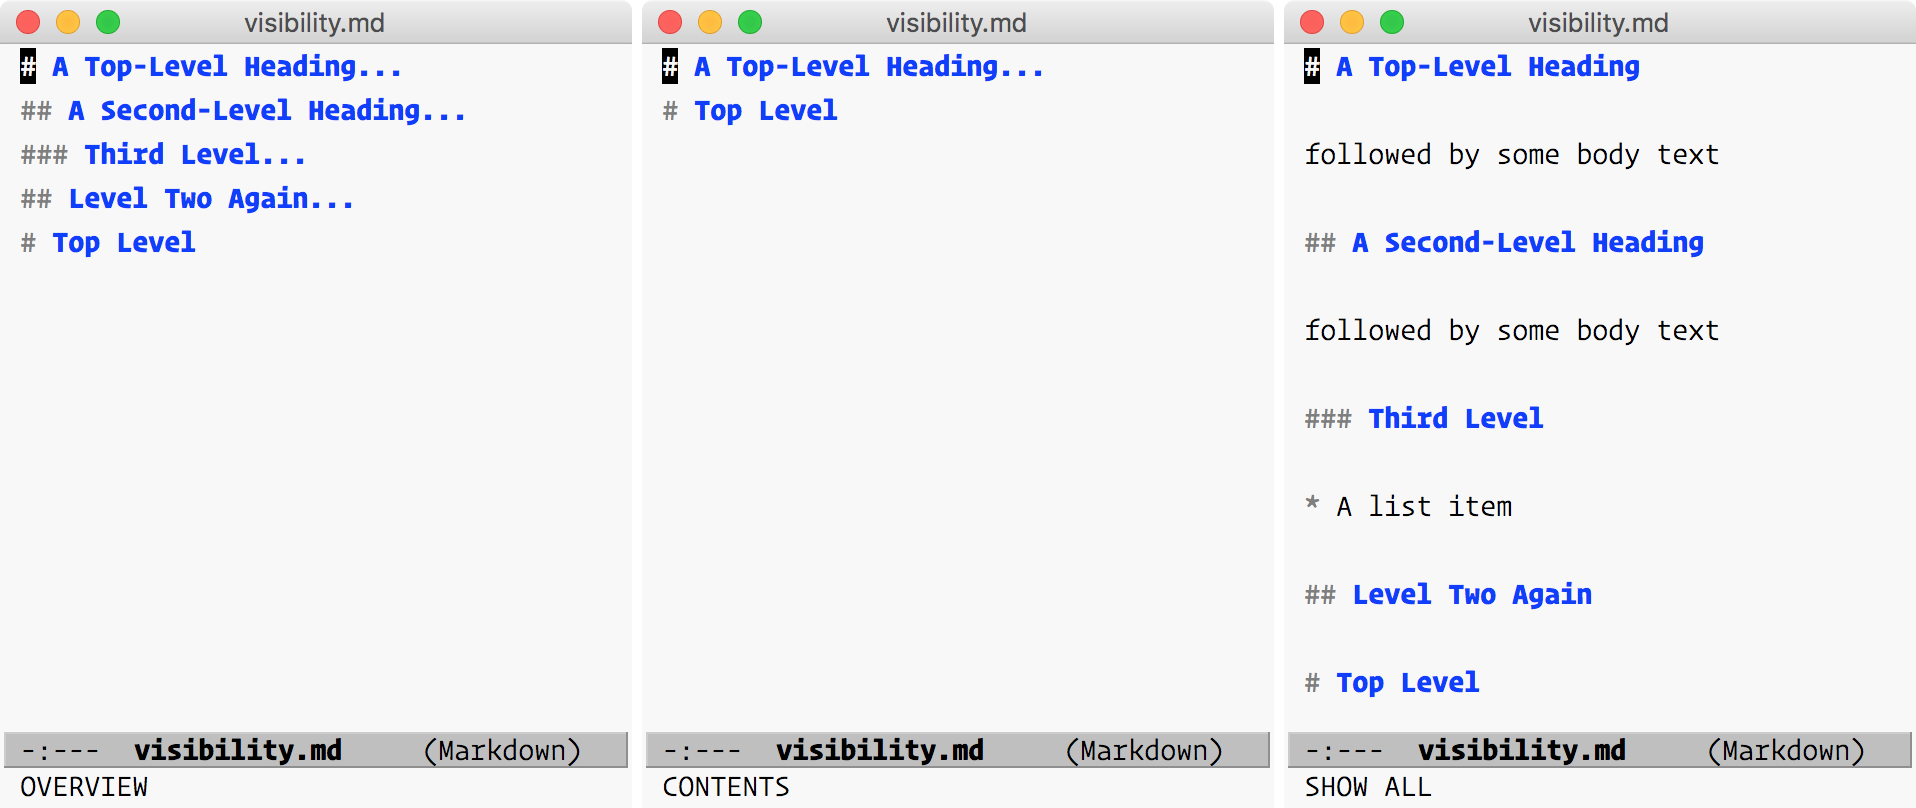 visibility.md
# A Top-Level Heading...
## A Second-Level Heading...
### Third Level...
## Level Two Again...
# Top Level
-:--- visibility.md (Markdown)
OVERVIEW
visibility.md
# A Top-Level Heading...
# Top Level
-:--- visibility.md (Markdown)
CONTENTS
visibility.md
# A Top-Level Heading
followed by some body text
## A Second-Level Heading
followed by some body text
### Third Level
* A list item
## Level Two Again
# Top Level
-:--- visibility.md (Markdown)
SHOW ALL